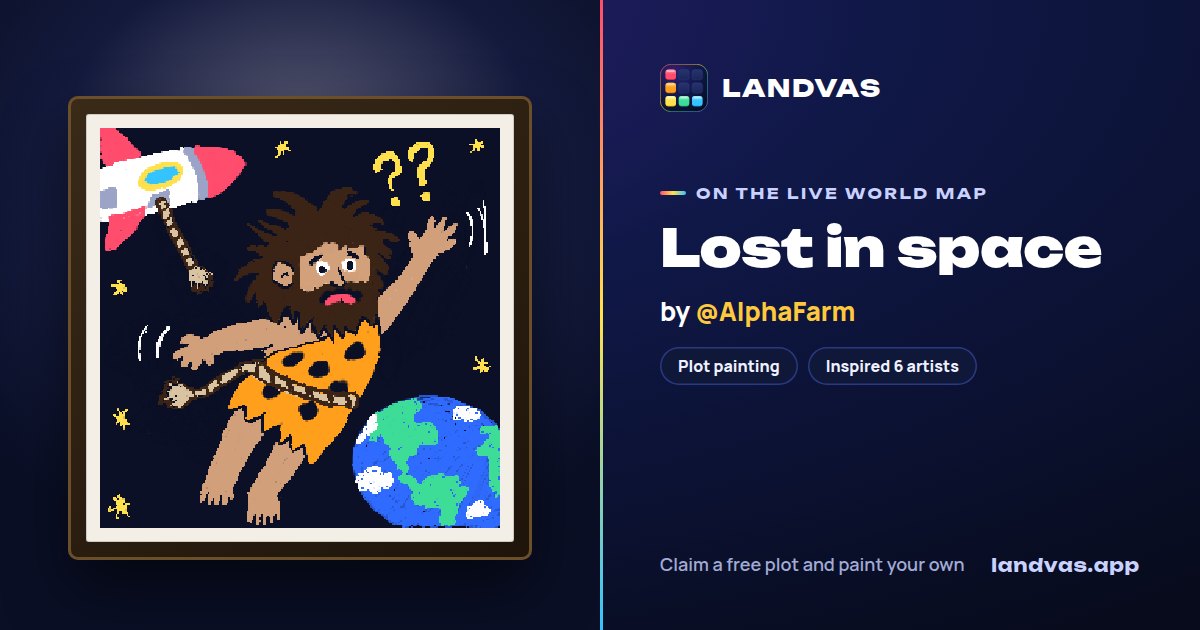 ??
LANDVAS
ON THE LIVE WORLD MAP
Lost in space
by @AlphaFarm
Plot painting
Inspired 6 artists
Claim a free plot and paint your own
landvas.app